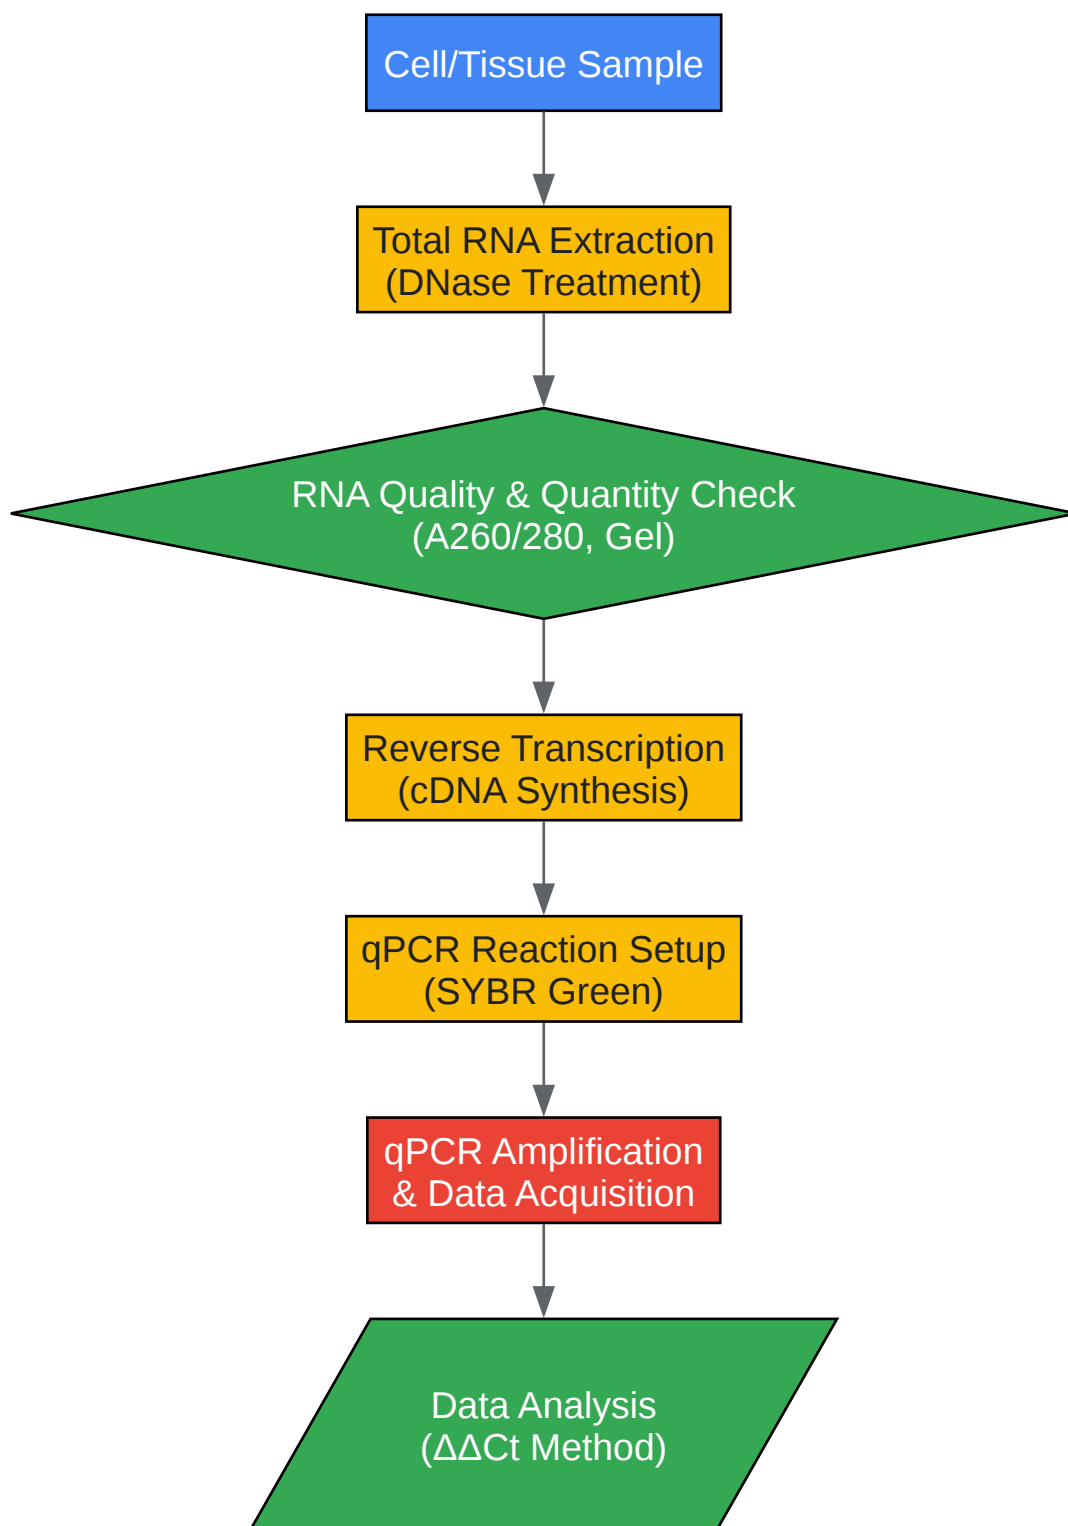 Cell/Tissue Sample
Total RNA Extraction
(DNase Treatment)
RNA Quality & Quantity Check
(A260/280, Gel)
Reverse Transcription
(cDNA Synthesis)
qPCR Reaction Setup
(SYBR Green)
qPCR Amplification
& Data Acquisition
Data Analysis
(ΔΔCt Method)